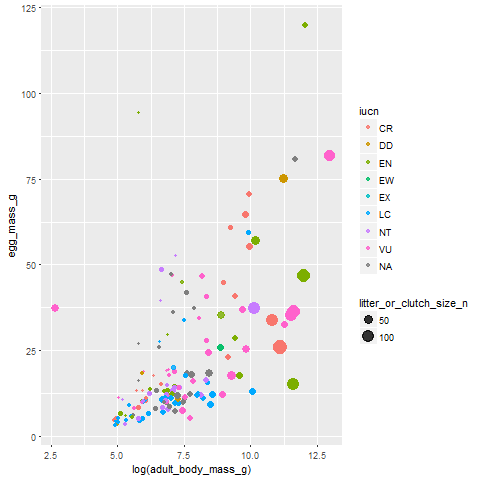 125
100
75
50
25
0
egg_mass_g
2.5
5.0
7.5
10.0
12.5
log(adult_body_mass_g)
iucn
CR
DD
EN
EW
EX
LC
NT
VU
NA
litter_or_clutch_size_n
50
100